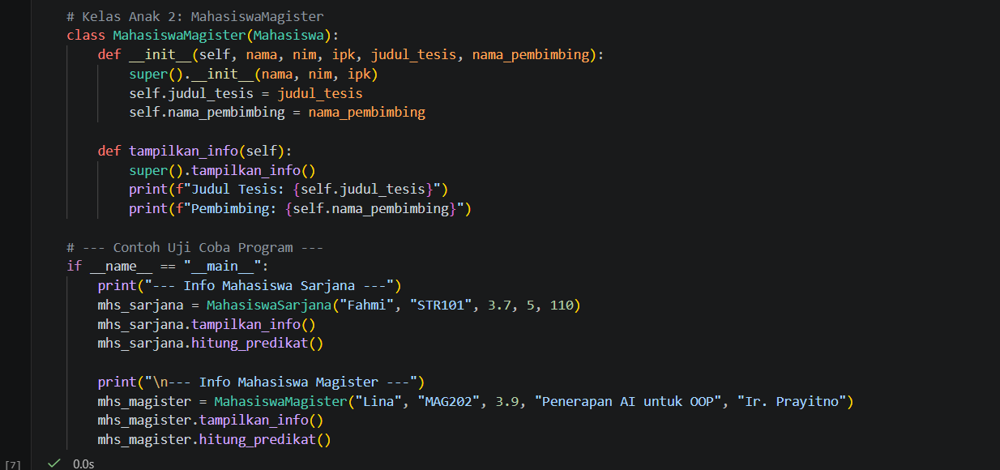 # Kelas Anak 2: MahasiswaMagister
class MahasiswaMagister(Mahasiswa):
    def __init__(self, nama, nim, ipk, judul_tesis, nama_pembimbing):
        super().__init__(nama, nim, ipk)
        self.judul_tesis = judul_tesis
        self.nama_pembimbing = nama_pembimbing

    def tampilkan_info(self):
        super().tampilkan_info()
        print(f"Judul Tesis: {self.judul_tesis}")
        print(f"Pembimbing: {self.nama_pembimbing}")

# --- Contoh Uji Coba Program ---
if __name__ == "__main__":
    print("--- Info Mahasiswa Sarjana ---")
    mhs_sarjana = MahasiswaSarjana("Fahmi", "STR101", 3.7, 5, 110)
    mhs_sarjana.tampilkan_info()
    mhs_sarjana.hitung_predikat()

    print("\n--- Info Mahasiswa Magister ---")
    mhs_magister = MahasiswaMagister("Lina", "MAG202", 3.9, "Penerapan AI untuk OOP", "Ir. Prayitno")
    mhs_magister.tampilkan_info()
    mhs_magister.hitung_predikat()
[7] ✓ 0.0s